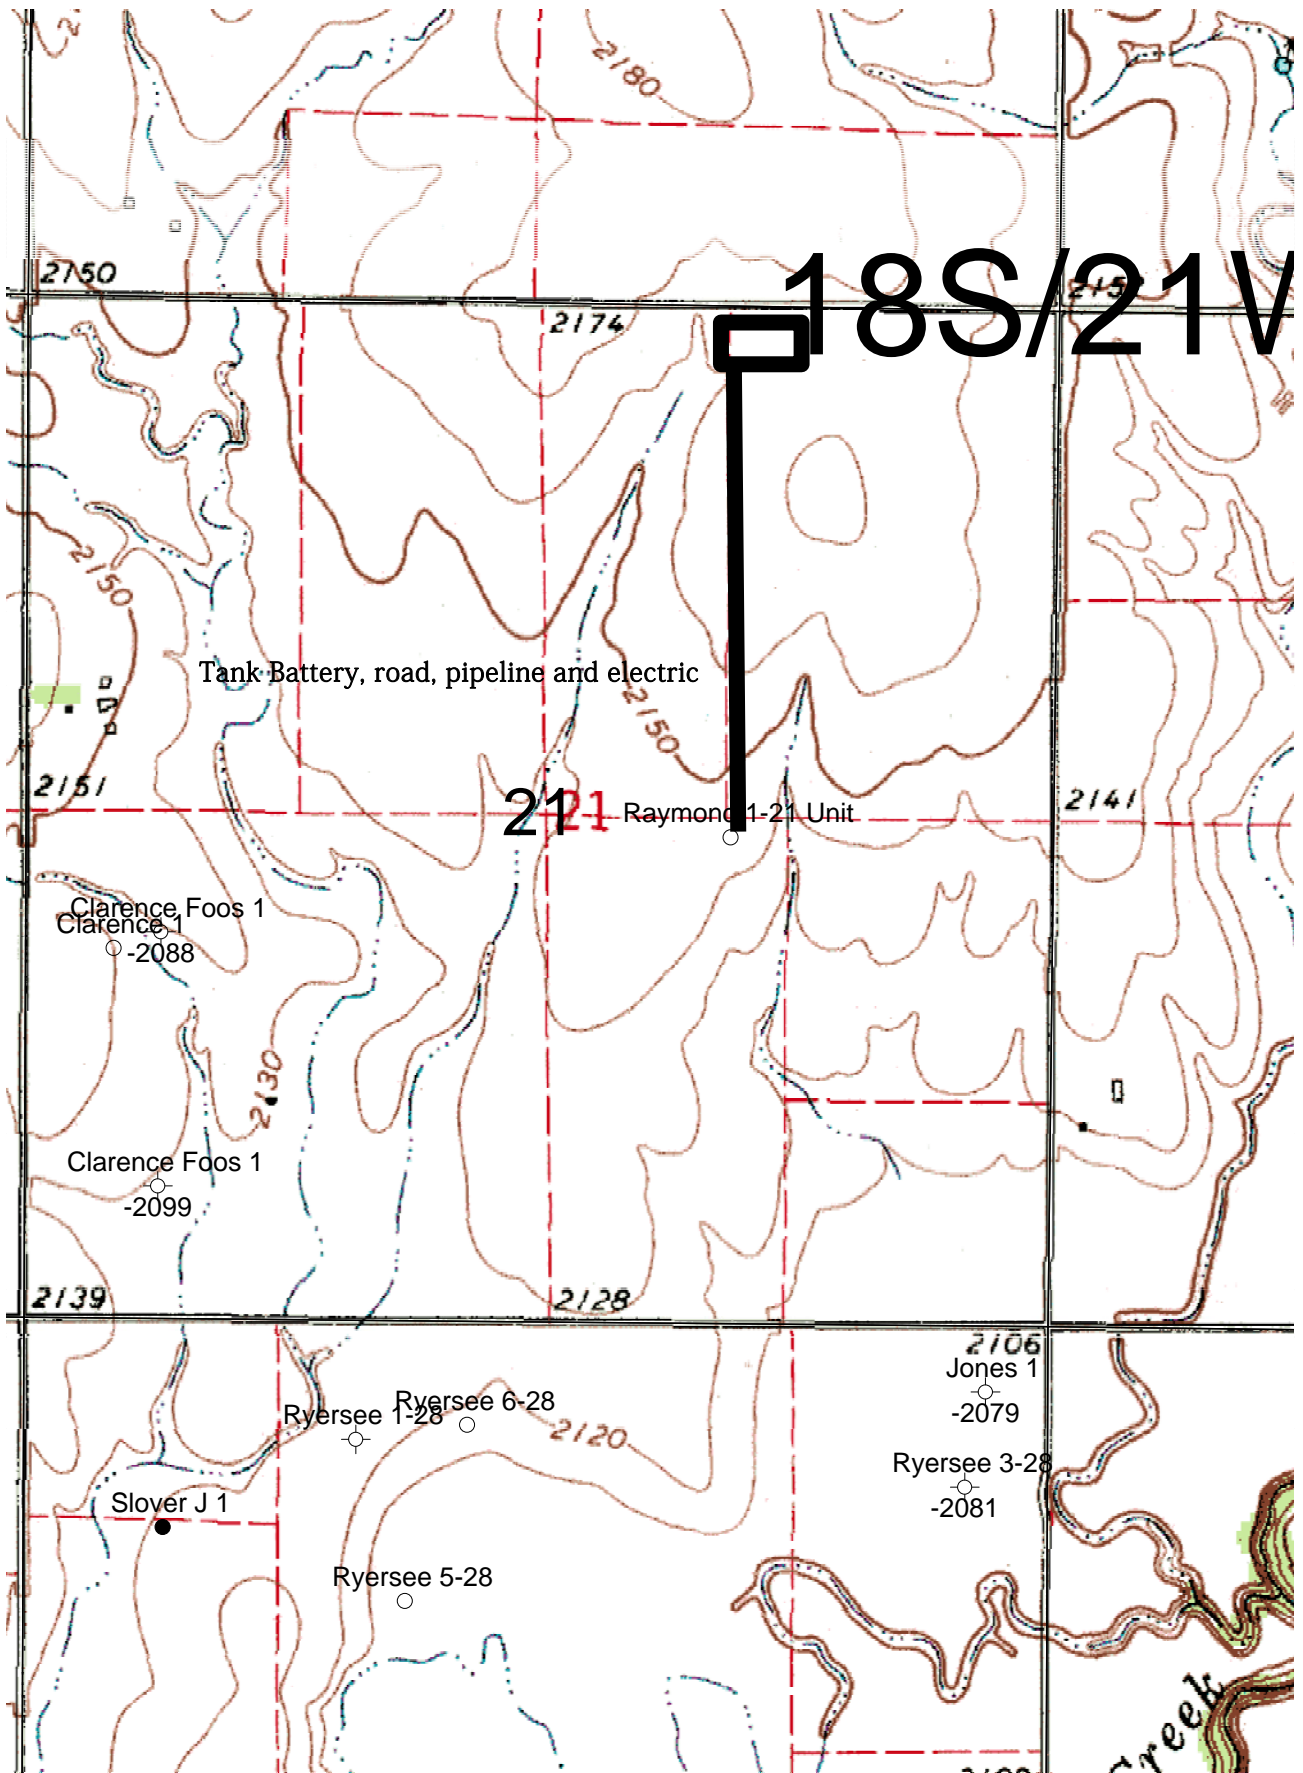 2180
2150
2174
18S/21W
2150
Tank Battery, road, pipeline and electric
2150
2151
21
21
Raymond 1-21 Unit
2141
Clarence Foos 1
Clarence 1
-2088
2130
Clarence Foos 1
-2099
2139
2128
2106
Jones 1
-2079
Ryersee 6-28
Ryersee 1-28
2120
Ryersee 3-28
-2081
Slover J 1
Ryersee 5-28
Creek